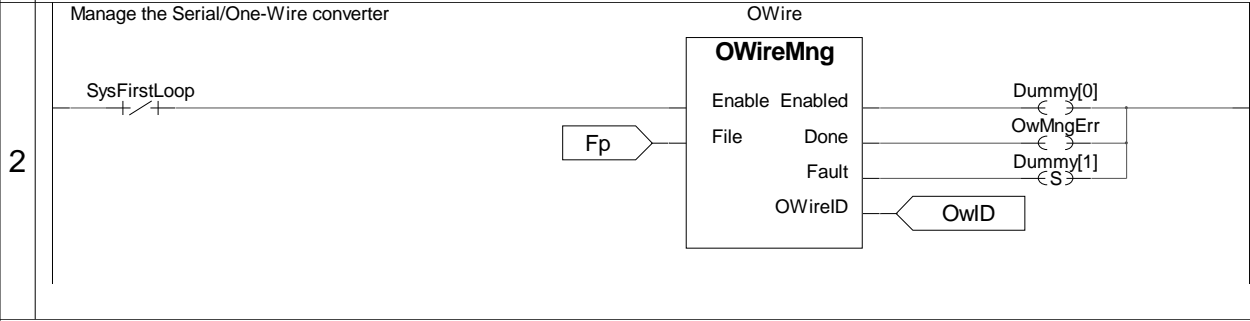 Manage the Serial/One-Wire converter
OWire
OWireMng
SysFirstLoop
Enable Enabled
Dummy[0]
Fp
File Done
OwMngErr
2
Fault
Dummy[1]
S
OWireID
OwID